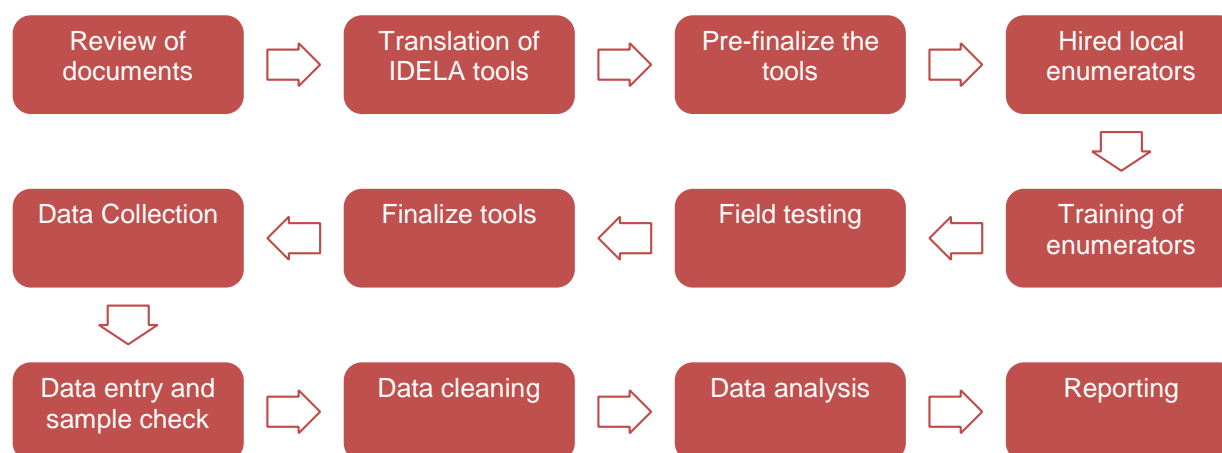 Review of
documents
Translation of
IDELA tools
Pre-finalize the
tools
Hired local
enumerators
Training of
enumerators
Field testing
Finalize tools
Data Collection
Data entry and
sample check
Data cleaning
Data analysis
Reporting